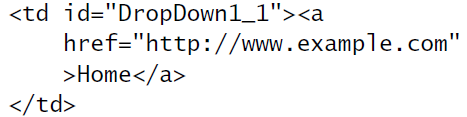 <td id="DropDown1_1"><a
    href="http://www.example.com"
    >Home</a>
</td>